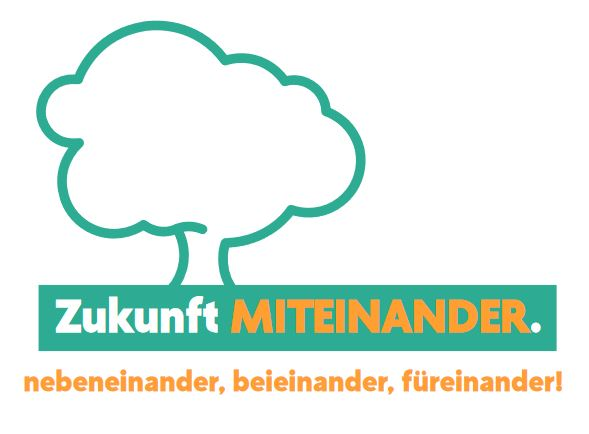 Zukunft MITEINANDER.
nebeneinander, beieinander, füreinander!